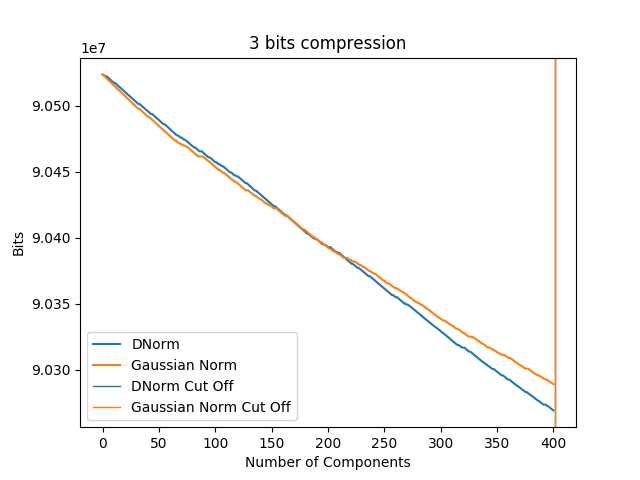 3 bits compression
1e7
9.050
9.045
9.040
9.035
9.030
Bits
DNorm
Gaussian Norm
DNorm Cut Off
Gaussian Norm Cut Off
0 50 100 150 200 250 300 350 400
Number of Components